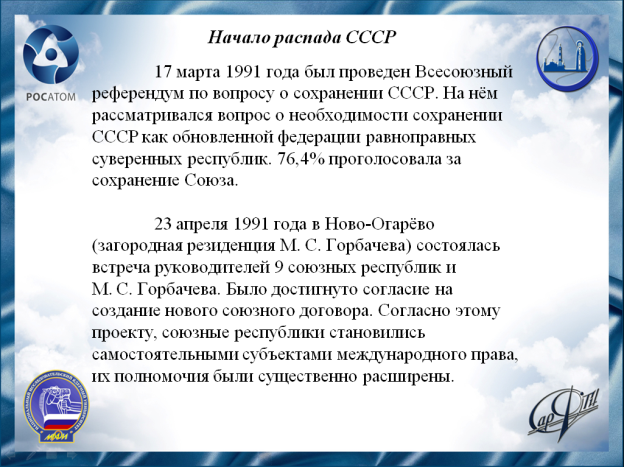 Начало распада СССР
17 марта 1991 года был проведен Всесоюзный
референдум по вопросу о сохранении СССР. На нём
рассматривался вопрос о необходимости сохранении
СССР как обновленной федерации равноправных
суверенных республик. 76,4% проголосовала за
сохранение Союза.
23 апреля 1991 года в Ново-Огарёво
(загородная резиденция М. С. Горбачева) состоялась
встреча руководителей 9 союзных республик и
М. С. Горбачева. Было достигнуто согласие на
создание нового союзного договора. Согласно этому
проекту, союзные республики становились
самостоятельными субъектами международного права,
их полномочия были существенно расширены.
РОСАТОМ
СарФТИ